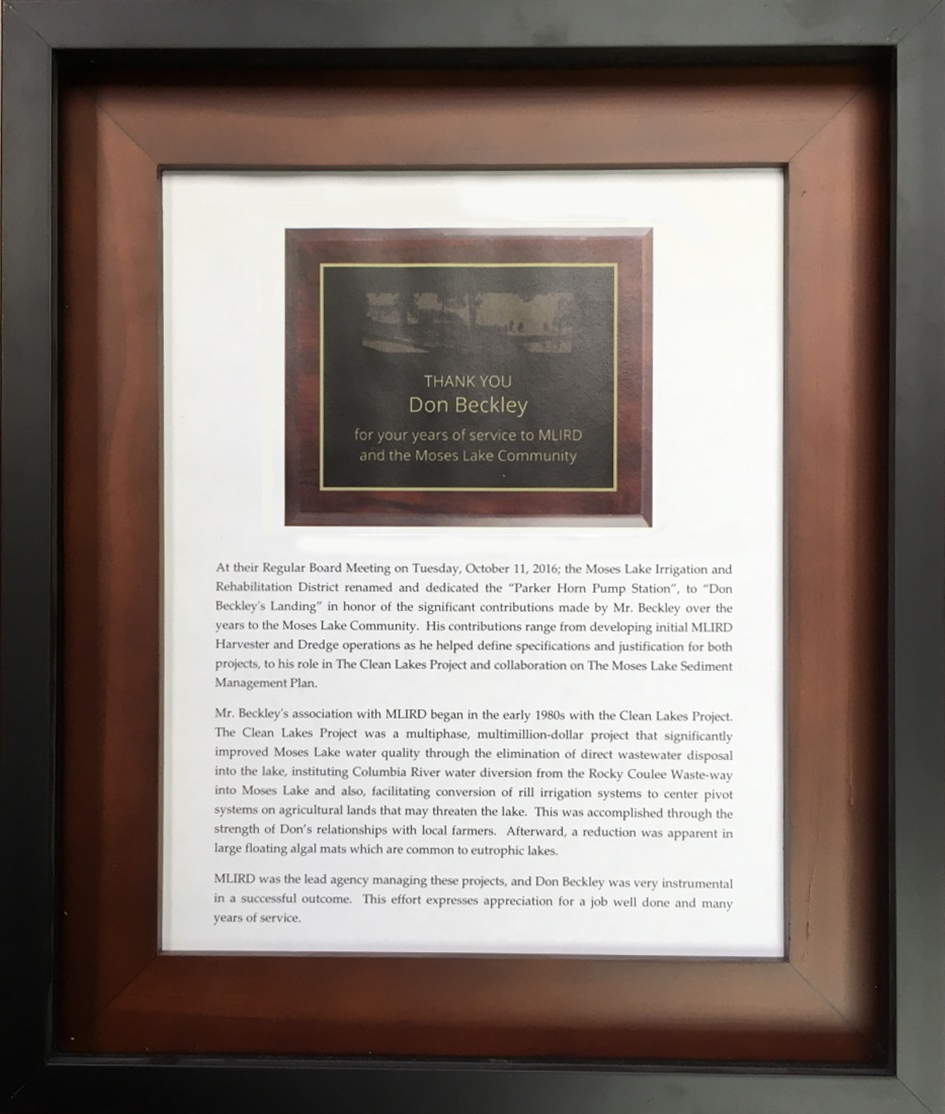 THANK YOU
Don Beckley
for your years of service to MLIRD
and the Moses Lake Community
At their Regular Board Meeting on Tuesday, October 11, 2016; the Moses Lake Irrigation and
Rehabilitation District renamed and dedicated the “Parker Horn Pump Station”, to “Don
Beckley’s Landing” in honor of the significant contributions made by Mr. Beckley over the
years to the Moses Lake Community. His contributions range from developing initial MLIRD
Harvester and Dredge operations as he helped define specifications and justification for both
projects, to his role in The Clean Lakes Project and collaboration on The Moses Lake Sediment
Management Plan.
Mr. Beckley’s association with MLIRD began in the early 1980s with the Clean Lakes Project.
The Clean Lakes Project was a multiphase, multimillion-dollar project that significantly
improved Moses Lake water quality through the elimination of direct wastewater disposal
into the lake, instituting Columbia River water diversion from the Rocky Coulee Waste-way
into Moses Lake and also, facilitating conversion of rill irrigation systems to center pivot
systems on agricultural lands that may threaten the lake. This was accomplished through the
strength of Don’s relationships with local farmers. Afterward, a reduction was apparent in
large floating algal mats which are common to eutrophic lakes.
MLIRD was the lead agency managing these projects, and Don Beckley was very instrumental
in a successful outcome. This effort expresses appreciation for a job well done and many
years of service.